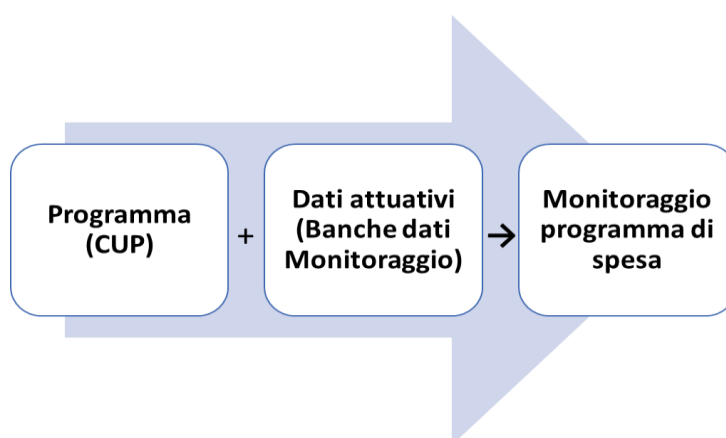 Programma
(CUP)
+
Dati attuativi
(Banche dati
Monitoraggio)
→
Monitoraggio
programma di
spesa